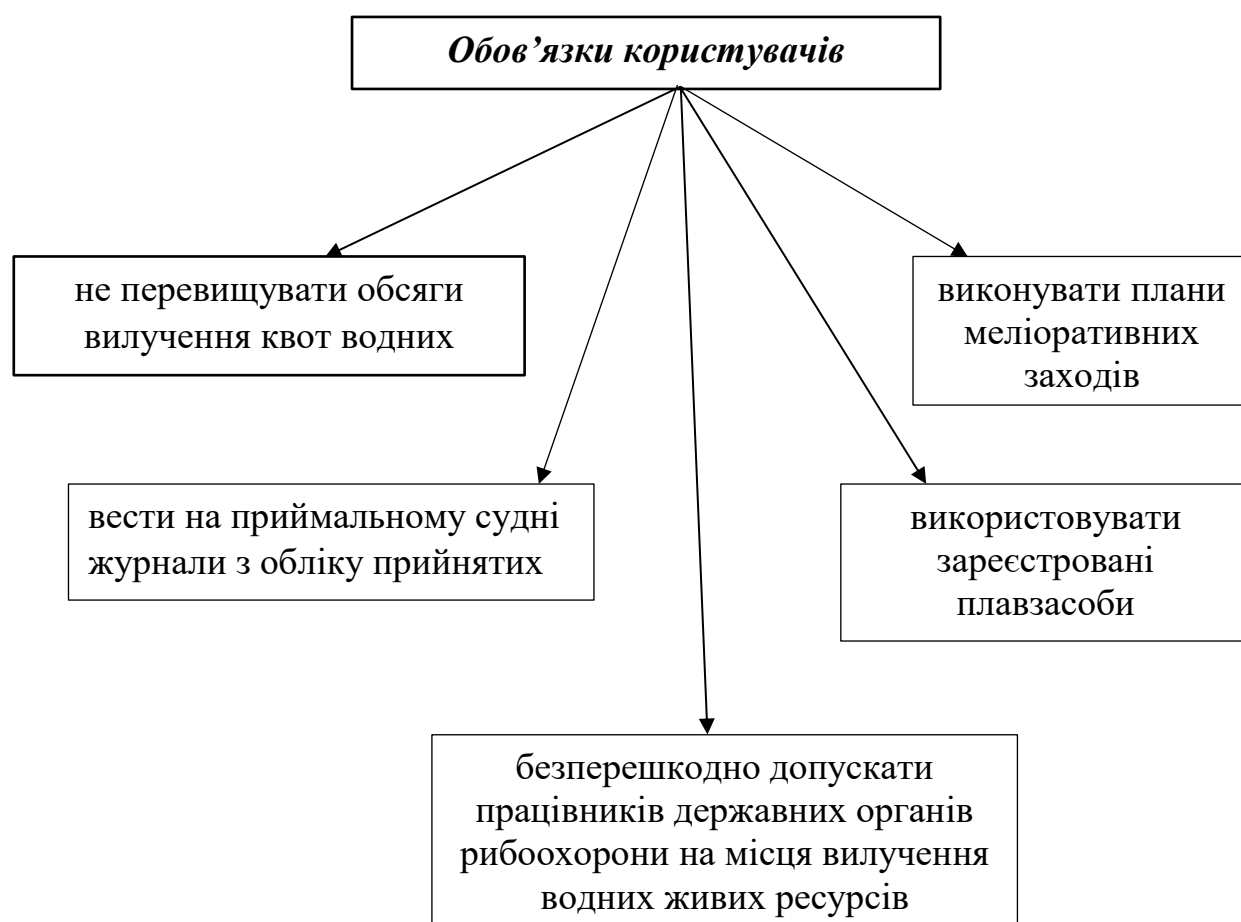 Обов’язки користувачів
не перевищувати обсяги
вилучення квот водних
виконувати плани
меліоративних
заходів
вести на приймальному судні
журнали з обліку прийнятих
використовувати
зареєстровані
плавзасоби
безперешкодно допускати
працівників державних органів
рибоохорони на місця вилучення
водних живих ресурсів